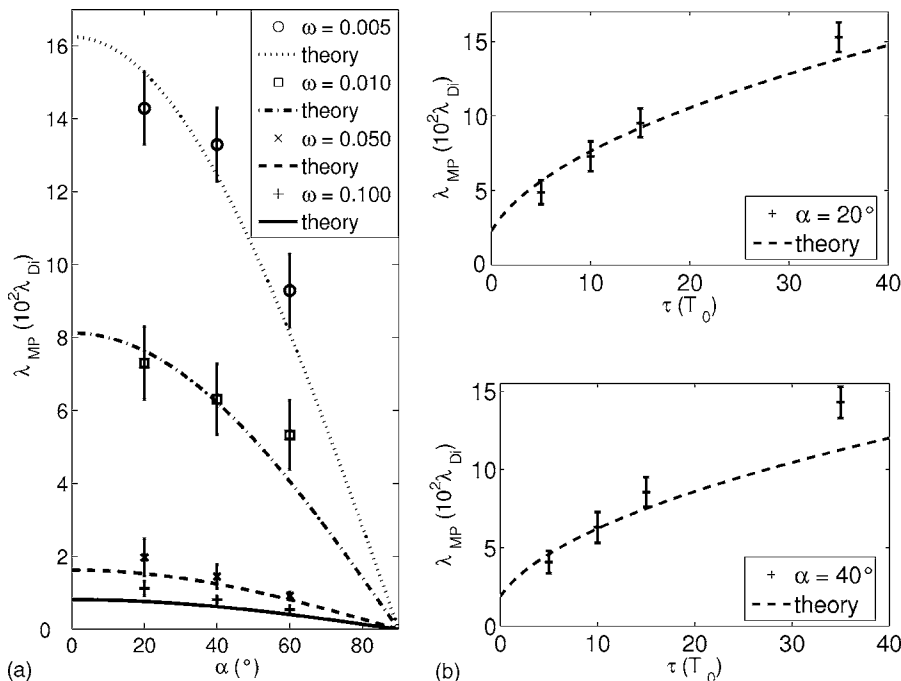 16
14
12
10
8
6
4
2
0
λ_MP (10²λ_Di)
0 20 40 60 80
α (°)
(a)
ω = 0.005
theory
ω = 0.010
theory
ω = 0.050
theory
ω = 0.100
theory
15
10
5
0
λ_MP (10²λ_Di)
0 10 20 30 40
τ (T_0)
α = 20°
theory
15
10
5
0
λ_MP (10²λ_Di)
0 10 20 30 40
τ (T_0)
α = 40°
theory
(b)